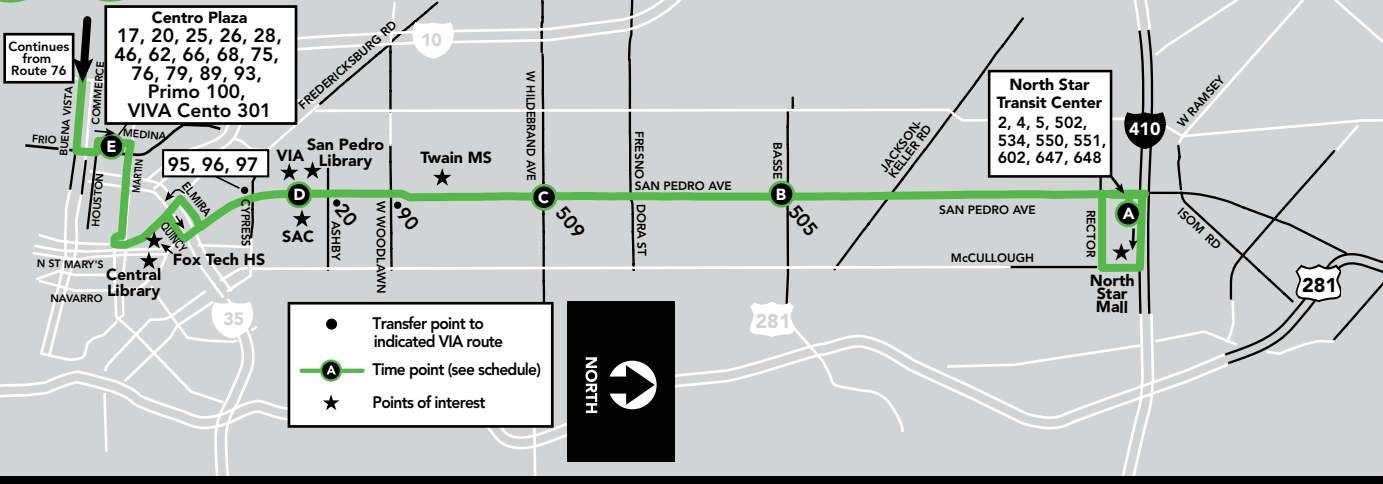 Continues
from
Route 76
Centro Plaza
17, 20, 25, 26, 28,
46, 62, 66, 68, 75,
76, 79, 89, 93,
Primo 100,
VIVA Cento 301
FREDERICKSBURG RD
10
COMMERCE
BUENA VISTA
FRIO
E
MEDINA
HOUSTON
MARTIN
95, 96, 97
ELMIRA
QUINCY
CYPRESS
VIA
San Pedro
Library
D
SAC
20
ASHBY
W WOODLAWN
90
Twain MS
W HILDEBRAND AVE
C
509
FRESNO
DORA ST
SAN PEDRO AVE
BASSE
B
505
JACKSON-
KELLER RD
SAN PEDRO AVE
North Star
Transit Center
2, 4, 5, 502,
534, 550, 551,
602, 647, 648
410
W RAMSEY
RECTOR
A
ISOM RD
McCULLOUGH
North
Star
Mall
281
N ST MARY'S
Central
Library
Fox Tech HS
NAVARRO
35
281
Transfer point to
indicated VIA route
A
Time point (see schedule)
Points of interest
NORTH